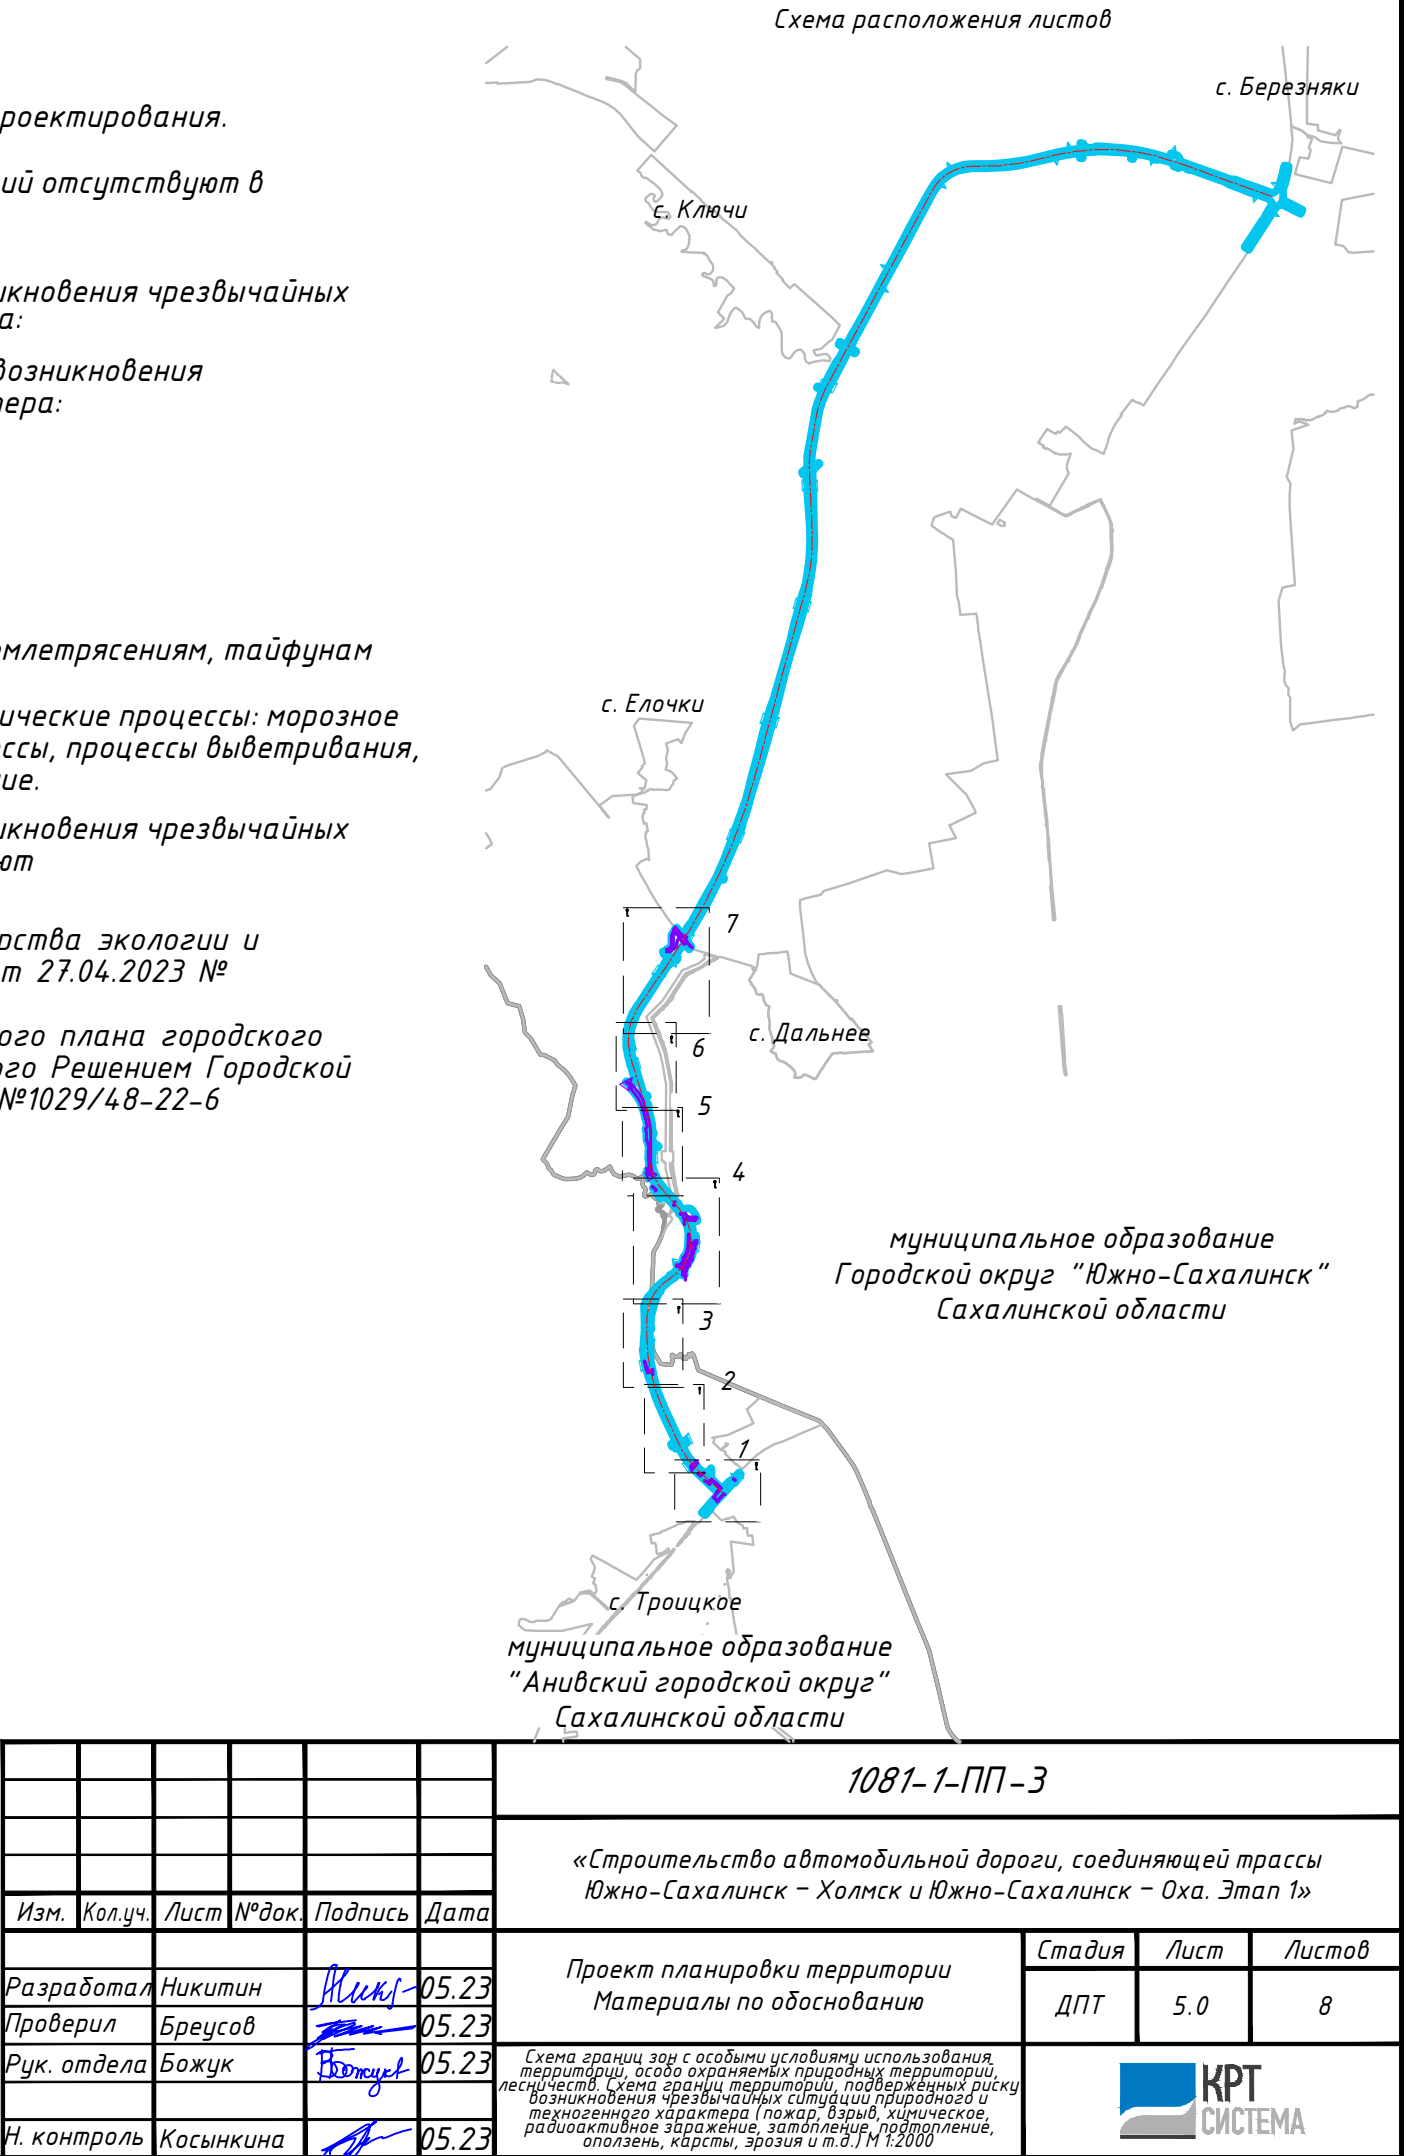 Схема расположения листов
с. Березняки
роектирования.
ий отсутствуют в
с. Ключи
икновения чрезвычайных
а:
возникновения
тера:
емлетрясениям, тайфунам
с. Елочки
ические процессы: морозное
ссы, процессы выветривания,
ие.
икновения чрезвычайных
ют
7
рства экологии и
т 27.04.2023 №
ого плана городского
с. Дальнее
6
ого Решением Городской
№1029/48-22-6
5
4
муниципальное образование
Городской округ "Южно-Сахалинск"
Сахалинской области
3
2
1
с. Троицкое
муниципальное образование
"Анивский городской округ"
Сахалинской области
1081-1-ПП-3
«Строительство автомобильной дороги, соединяющей трассы
Южно-Сахалинск – Холмск и Южно-Сахалинск – Оха. Этап 1»
Изм. Кол.уч. Лист №док. Подпись Дата
Проект планировки территории
Материалы по обоснованию
Стадия Лист Листов
ДПТ 5.0 8
Разработал Никитин 05.23
Проверил Бреусов 05.23
Рук. отдела Божук Божук 05.23
Н. контроль Косынкина 05.23
Схема границ зон с особыми условиями использования
территорий, особо охраняемых природных территорий,
лесничеств. Схема границ территорий, подверженных риску
возникновения чрезвычайных ситуаций природного и
техногенного характера (пожар, взрыв, химическое,
радиоактивное заражение, затопление, подтопление,
оползень, карсты, эрозия и т.д.) М 1:2000
КРТ
СИСТЕМА